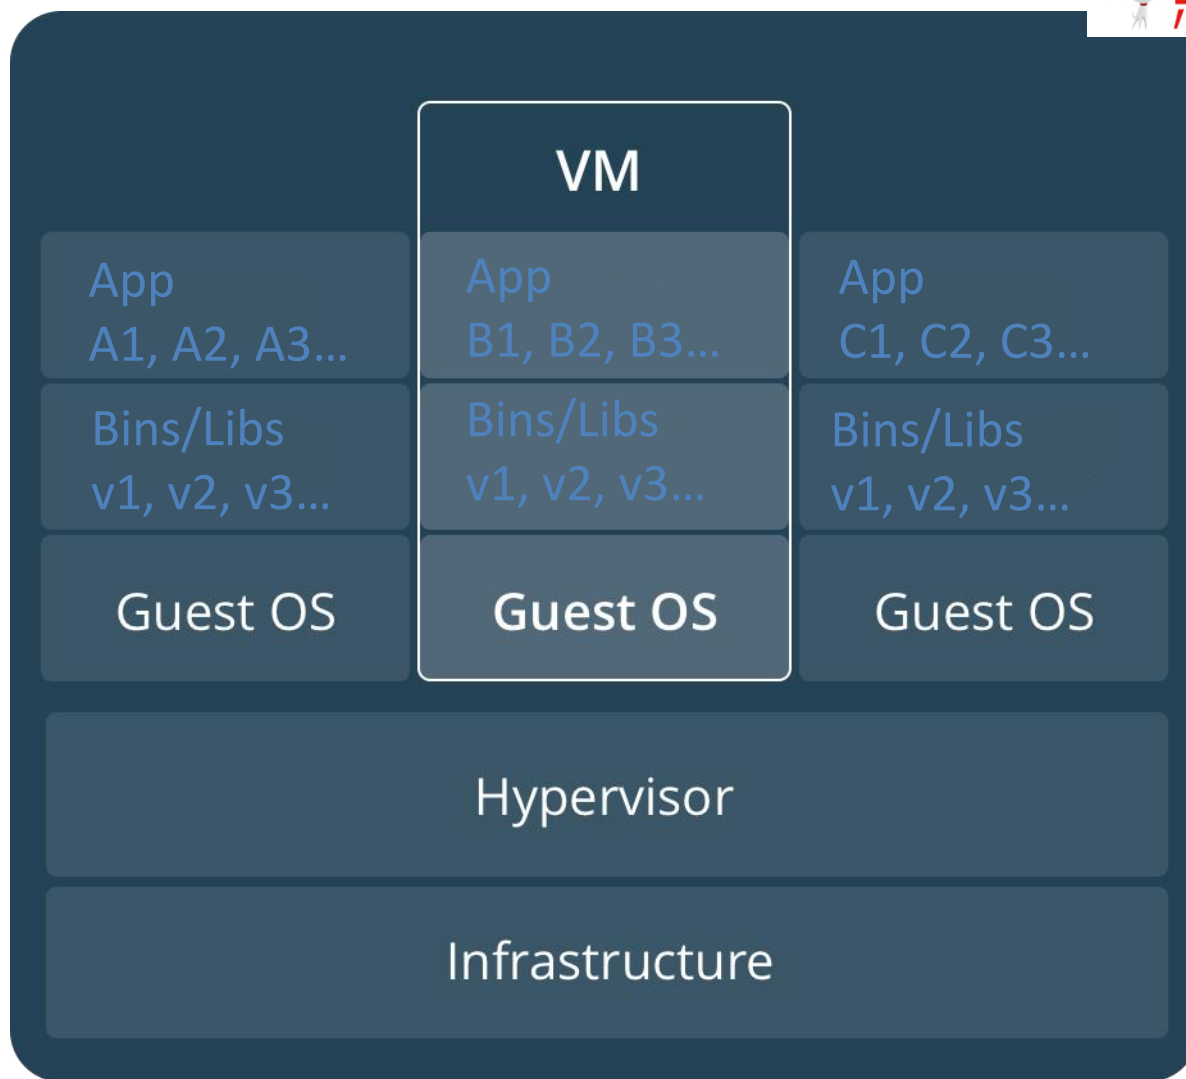 VM
App
A1, A2, A3...
App
B1, B2, B3...
App
C1, C2, C3...
Bins/Libs
v1, v2, v3...
Bins/Libs
v1, v2, v3...
Bins/Libs
v1, v2, v3...
Guest OS
Guest OS
Guest OS
Hypervisor
Infrastructure